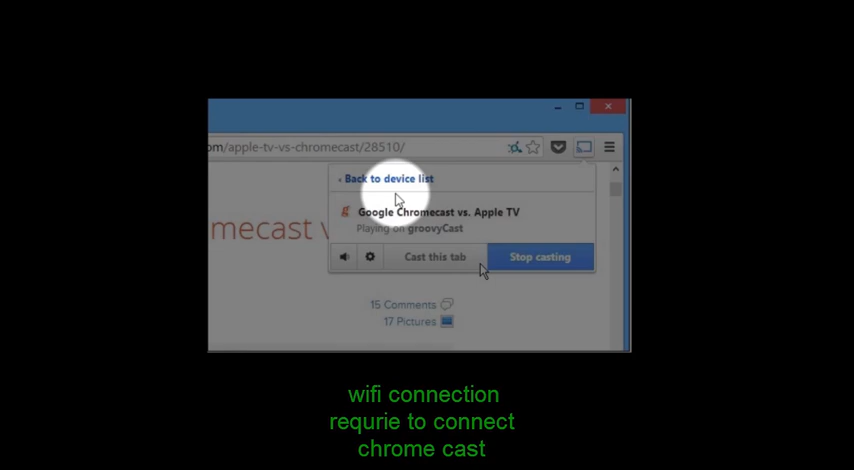 om/apple-tv-vs-chromecast/28510/
Back to device list
Google Chromecast vs. Apple TV
mecast v
Playing on groovyCast
Cast this tab
Stop casting
15 Comments
17 Pictures
wifi connection
requrie to connect
chrome cast